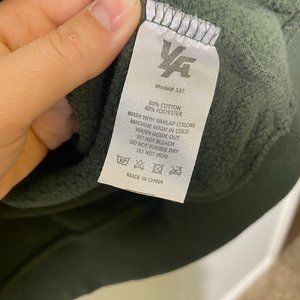 YA
Model# 537
60% COTTON
40% POLYESTER
WASH WITH SIMILAR COLORS
MACHINE WASH IN COLD
WATER-INSIDE OUT
DO NOT BLEACH
DO NOT TUMBLE DRY
DO NOT IRON
MADE IN CHINA